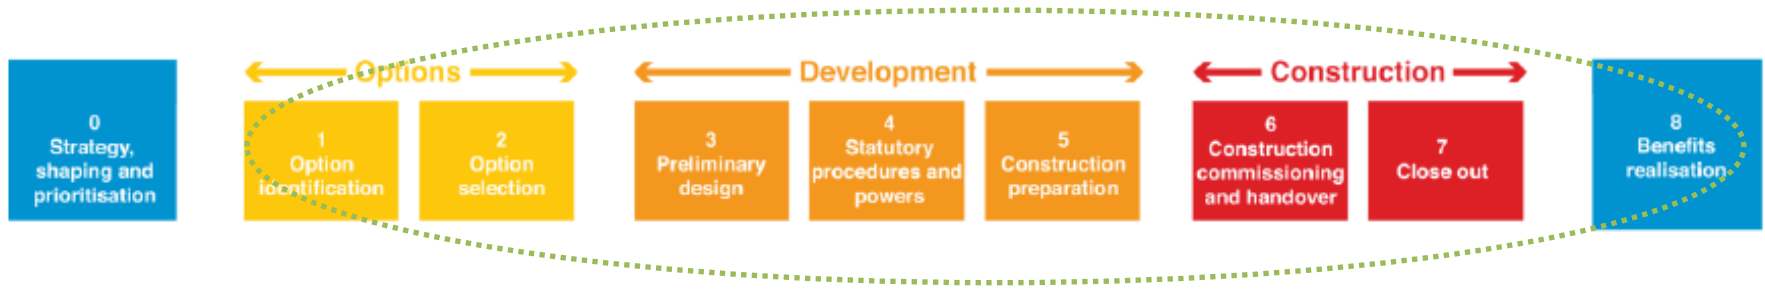 Options
Development
Construction
0
Strategy,
shaping and
prioritisation
1
Option
identification
2
Option
selection
3
Preliminary
design
4
Statutory
procedures and
powers
5
Construction
preparation
6
Construction
commissioning
and handover
7
Close out
8
Benefits
realisation